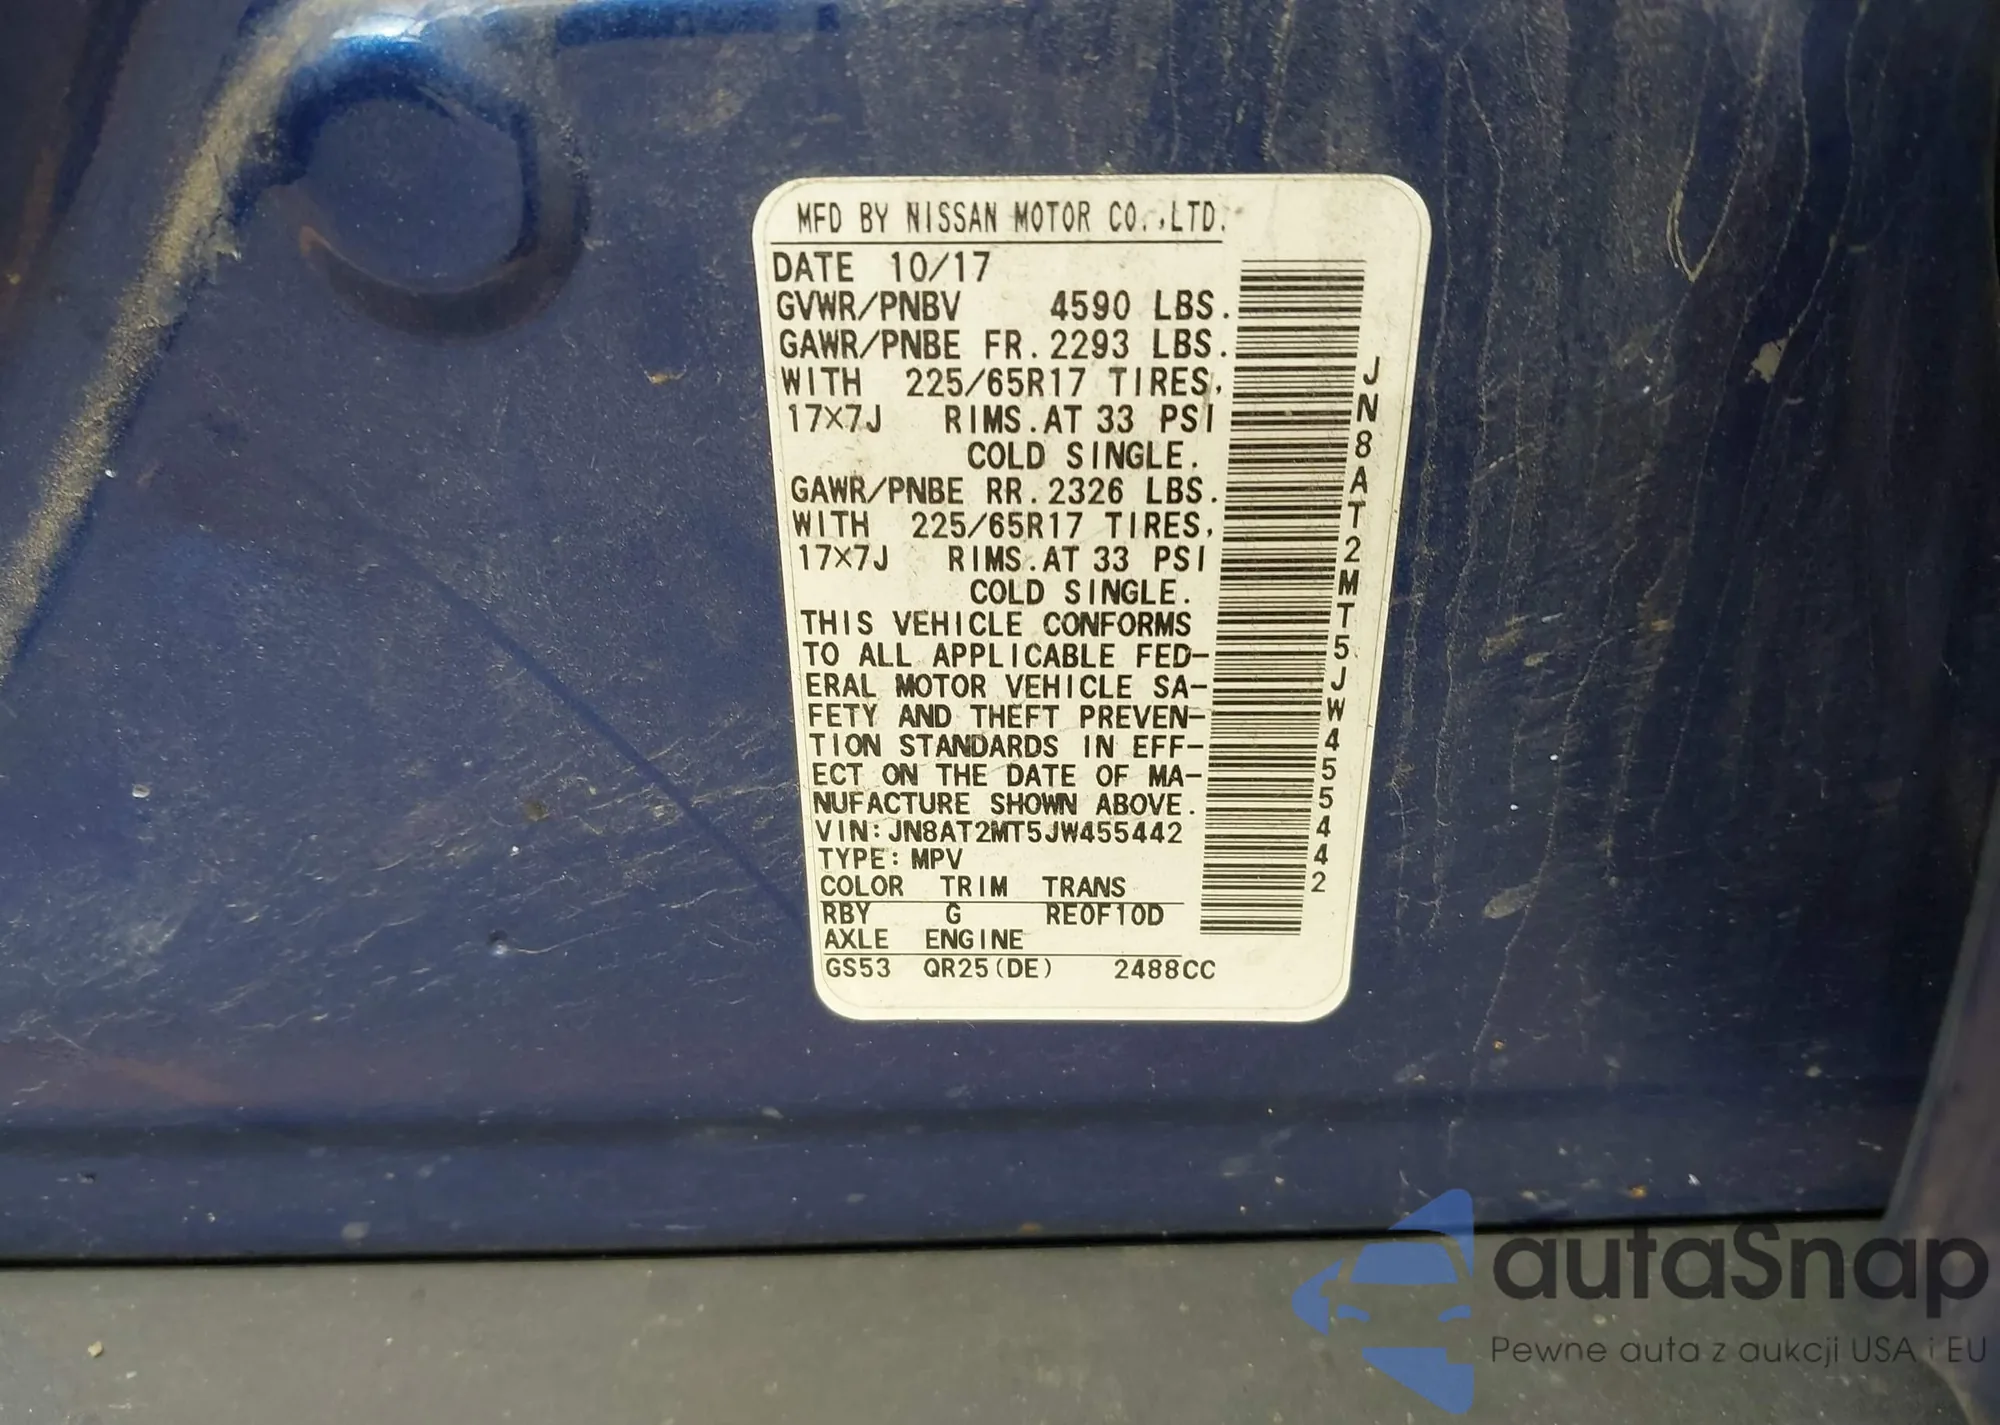 MFD BY NISSAN MOTOR CO.,LTD.
DATE 10/17
GVWR/PNBV 4590 LBS.
GAWR/PNBE FR. 2293 LBS.
WITH 225/65R17 TIRES,
17×7J RIMS.AT 33 PSI
COLD SINGLE.
GAWR/PNBE RR. 2326 LBS.
WITH 225/65R17 TIRES,
17×7J RIMS.AT 33 PSI
COLD SINGLE.
THIS VEHICLE CONFORMS
TO ALL APPLICABLE FED-
ERAL MOTOR VEHICLE SA-
FETY AND THEFT PREVEN-
TION STANDARDS IN EFF-
ECT ON THE DATE OF MA-
NUFACTURE SHOWN ABOVE.
VIN:JN8AT2MT5JW455442
TYPE:MPV
COLOR TRIM TRANS
RBY G RE0F10D
AXLE ENGINE
GS53 QR25(DE) 2488CC
JN8AT2MT5JW455442
autaSnap
Pewne auta z aukcji USA i EU